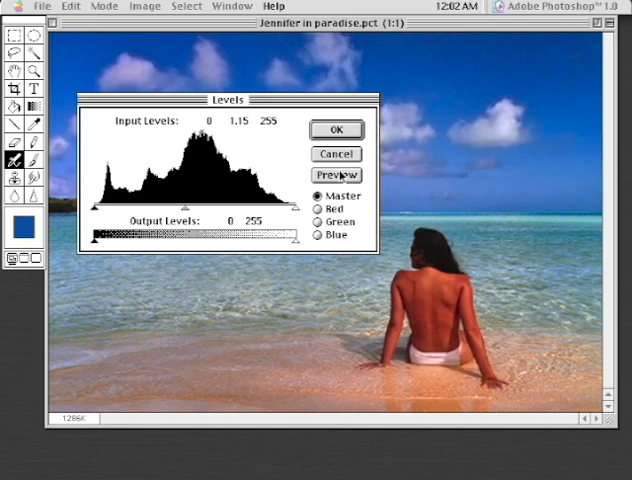 File Edit Mode Image Select Window Help 12:02 AM Adobe Photoshop™ 1.0
Jennifer in paradise.pct (1:1)
Levels
Input Levels: 0 1.15 255
OK
Cancel
Preview
Master
Red
Green
Blue
Output Levels: 0 255
T
1286K